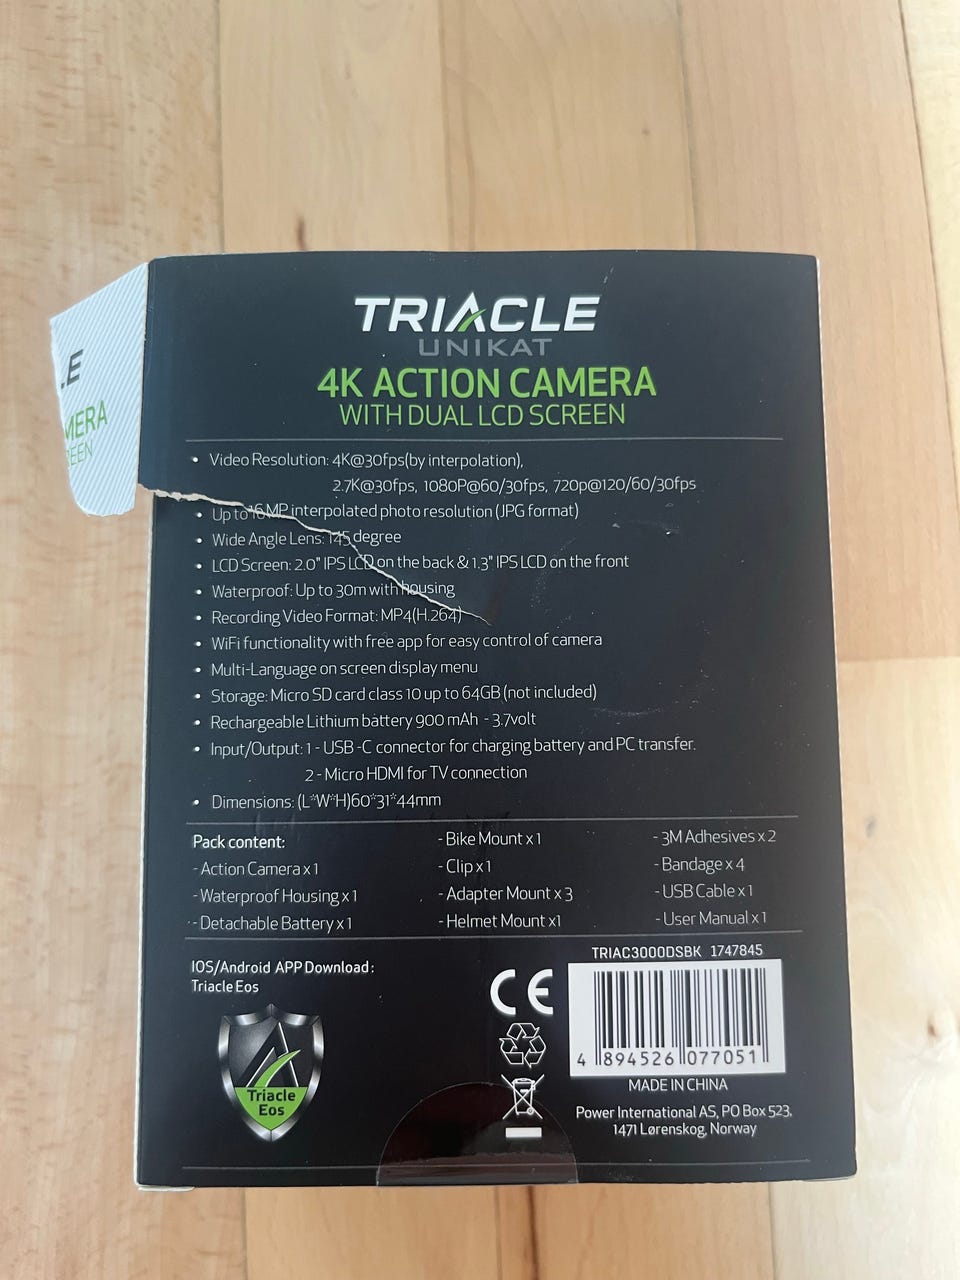 TRIACLE
UNIKAT
4K ACTION CAMERA
WITH DUAL LCD SCREEN
LE
MERA
REEN
• Video Resolution: 4K@30fps(by interpolation),
2.7K@30fps, 1080P@60/30fps, 720p@120/60/30fps
• Up to 16 MP interpolated photo resolution (JPG format)
• Wide Angle Lens: 145 degree
• LCD Screen: 2.0" IPS LCD on the back & 1.3" IPS LCD on the front
• Waterproof: Up to 30m with housing
• Recording Video Format: MP4(H.264)
• WiFi functionality with free app for easy control of camera
• Multi-Language on screen display menu
• Storage: Micro SD card class 10 up to 64GB (not included)
• Rechargeable Lithium battery 900 mAh - 3.7volt
• Input/Output: 1 - USB -C connector for charging battery and PC transfer.
2 - Micro HDMI for TV connection
• Dimensions: (L*W*H)60*31*44mm
Pack content:
- Action Camera x 1
- Waterproof Housing x 1
- Detachable Battery x 1
- Bike Mount x 1
- Clip x 1
- Adapter Mount x 3
- Helmet Mount x1
- 3M Adhesives x 2
- Bandage x 4
- USB Cable x 1
- User Manual x 1
IOS/Android APP Download :
Triacle Eos
Triacle
Eos
CE
TRIAC3000DSBK 1747845
4 894526 077051
MADE IN CHINA
Power International AS, PO Box 523,
1471 Lørenskog, Norway